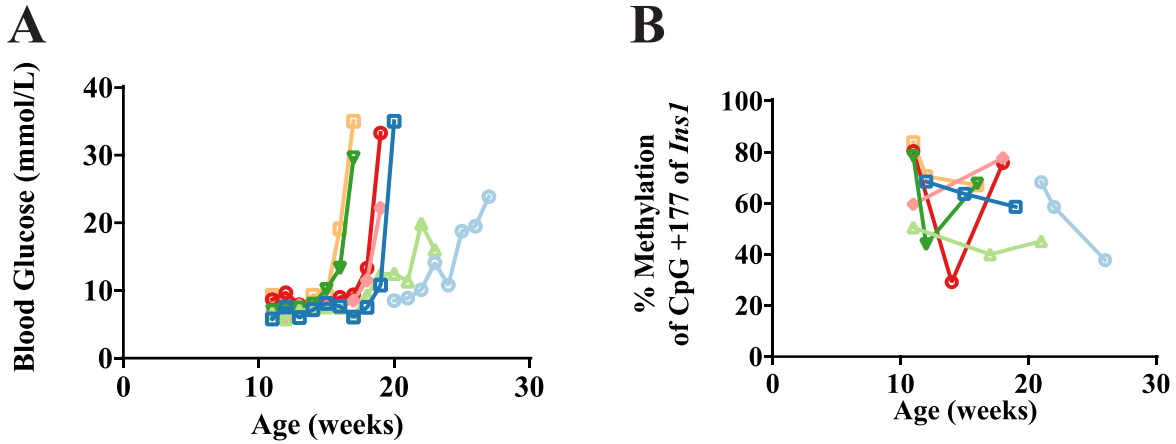 A
Blood Glucose (mmol/L)
40
30
20
10
0
0 10 20 30
Age (weeks)
B
% Methylation
of CpG +177 of Ins1
100
80
60
40
20
0
0 10 20 30
Age (weeks)